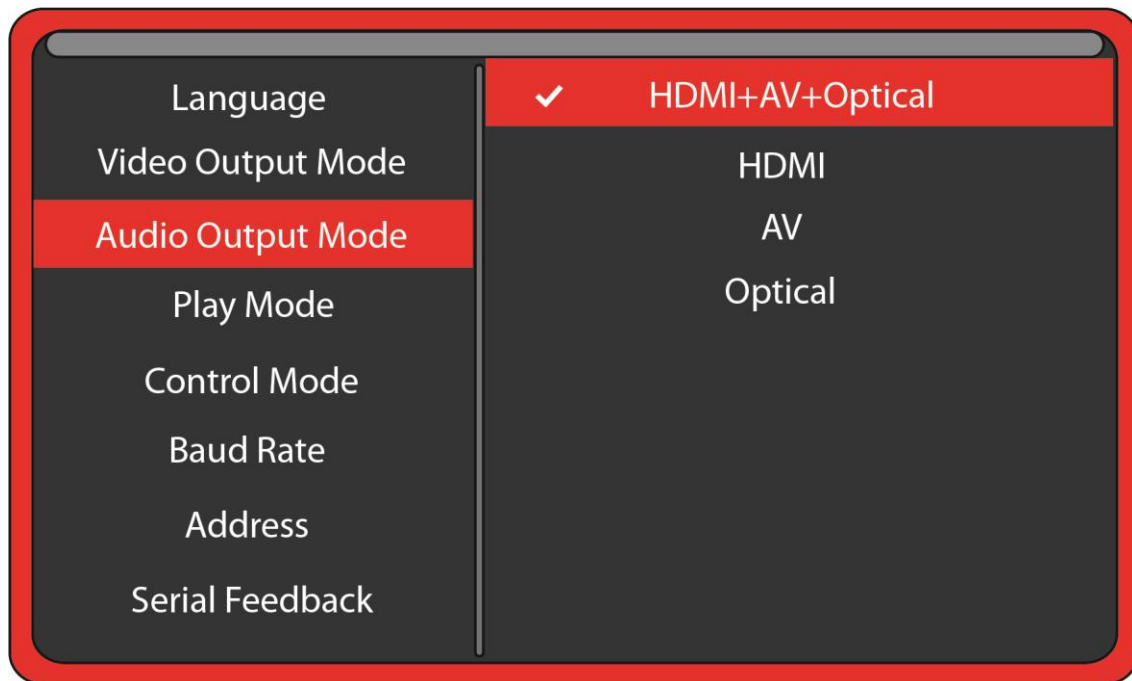 Language
Video Output Mode
Audio Output Mode
Play Mode
Control Mode
Baud Rate
Address
Serial Feedback
HDMI+AV+Optical
HDMI
AV
Optical